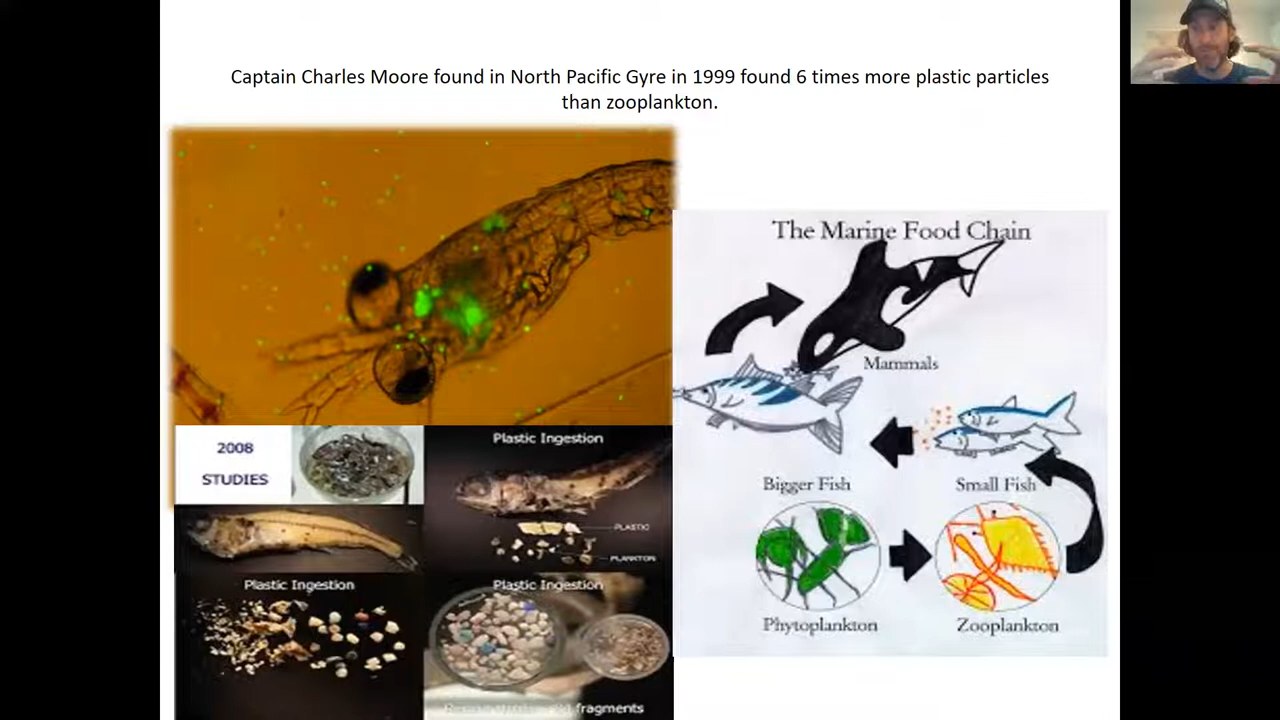 Captain Charles Moore found in North Pacific Gyre in 1999 found 6 times more plastic particles
than zooplankton.
The Marine Food Chain
Mammals
Bigger Fish
Small Fish
Phytoplankton
Zooplankton
2008
STUDIES
Plastic Ingestion
PLASTIC
PLANKTON
Plastic Ingestion
Plastic Ingestion
fragments